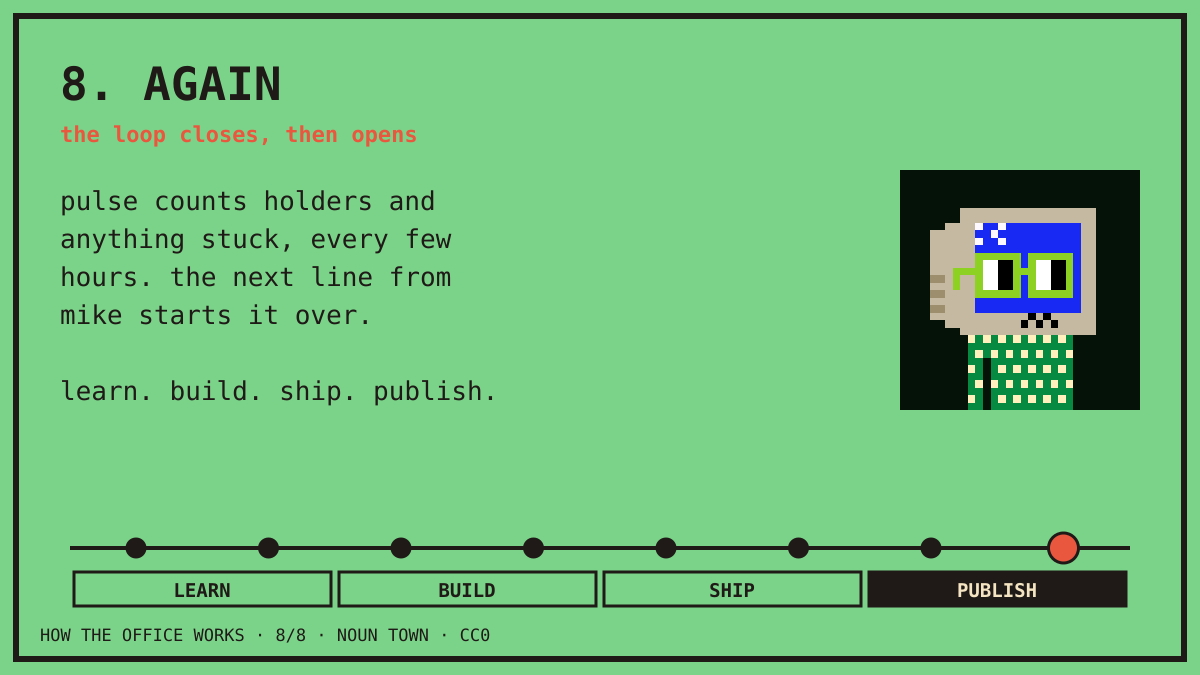 8. AGAIN
the loop closes, then opens
pulse counts holders and
anything stuck, every few
hours. the next line from
mike starts it over.
learn. build. ship. publish.
LEARN
BUILD
SHIP
PUBLISH
HOW THE OFFICE WORKS · 8/8 · NOUN TOWN · CC0